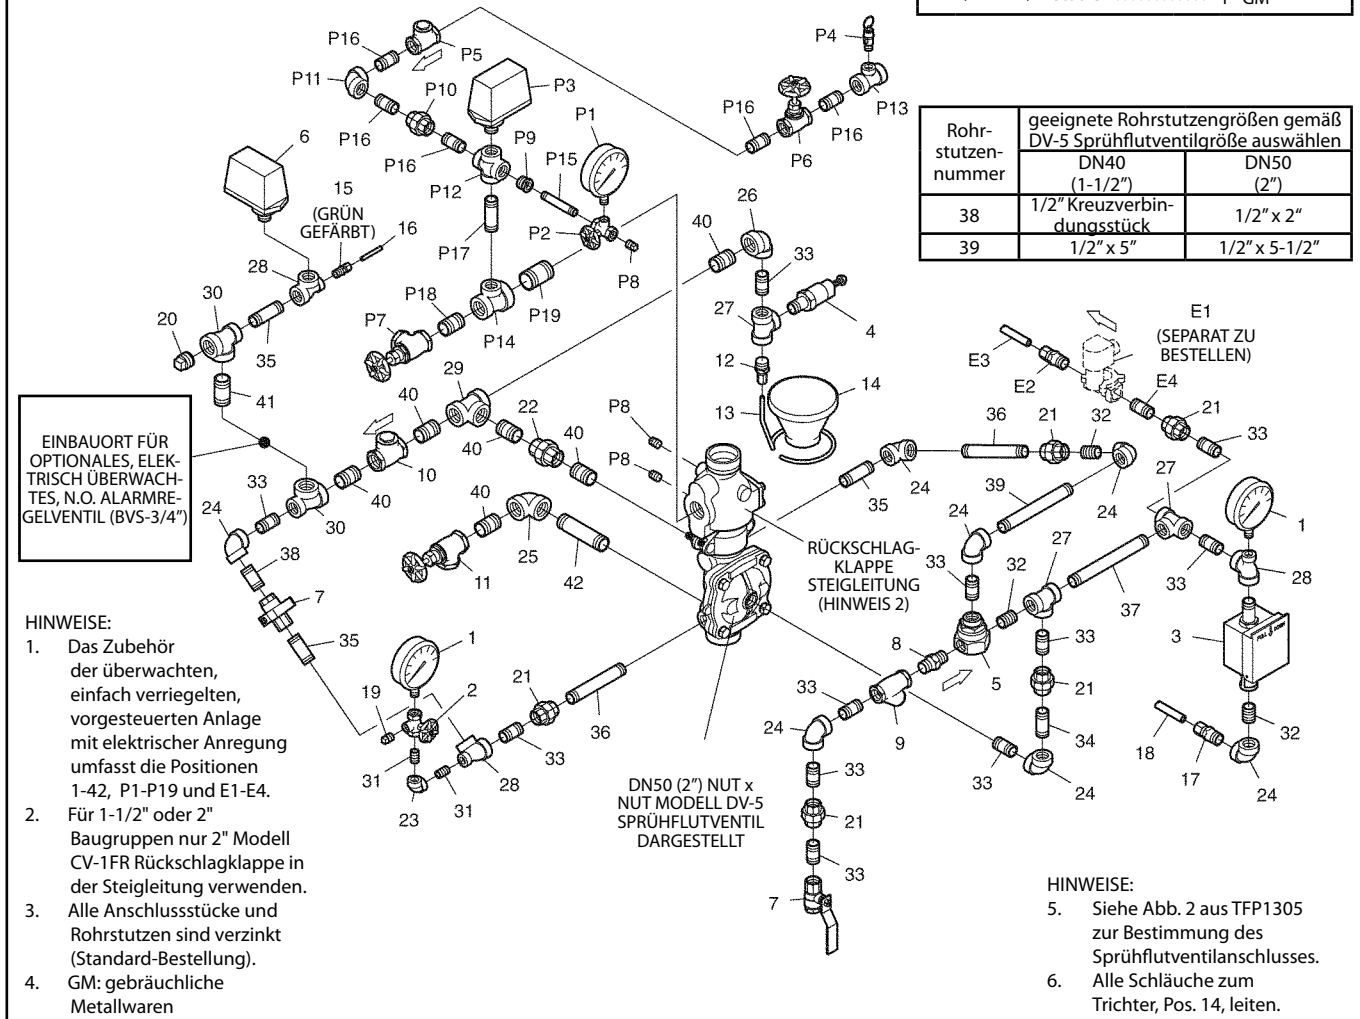 1 GM
P16
P5
P11
P3
P4
P10
P16
P1
P13
P16
P16
P6
P9
P15
P16
P12
6
15
(GRÜN
GEFÄRBT)
16
28
P17
P2
P8
26
40
33
30
20
35
P18
P19
P7
P14
27
4
41
29
12
14
13
40
22
P8
40
40
P8
10
EINBAUORT FÜR
OPTIONALES, ELEK-
TRISCH ÜBERWACH-
TES, N.O. ALARMRE-
GELVENTIL (BVS-3/4")
24
33
40
30
40
25
42
11
38
7
35
Rohr-
stutzen-
nummer
geeignete Rohrstutzengrößen gemäß
DV-5 Sprühflutventilgröße auswählen
DN40
(1-1/2")
DN50
(2")
38
1/2" Kreuzverbin-
dungsstück
1/2" x 2"
39
1/2" x 5"
1/2" x 5-1/2"
E1
(SEPARAT ZU
BESTELLEN)
E3
E2
E4
21
33
36
21
32
27
35
24
39
24
24
1
33
28
RÜCKSCHLAG-
KLAPPE
STEIGLEITUNG
(HINWEIS 2)
33
32
27
37
3
8
5
33
21
34
24
33
32
18
17
24
1
19
2
21
36
31
33
28
23
31
33
24
9
33
21
33
7
DN50 (2") NUT x
NUT MODELL DV-5
SPRÜHFLUTVENTIL
DARGESTELLT
HINWEISE:
1. Das Zubehör
der überwachten,
einfach verriegelten,
vorgesteuerten Anlage
mit elektrischer Anregung
umfasst die Positionen
1-42, P1-P19 und E1-E4.
2. Für 1-1/2" oder 2"
Baugruppen nur 2" Modell
CV-1FR Rückschlagklappe in
der Steigleitung verwenden.
3. Alle Anschlussstücke und
Rohrstutzen sind verzinkt
(Standard-Bestellung).
4. GM: gebräuchliche
Metallwaren
HINWEISE:
5. Siehe Abb. 2 aus TFP1305
zur Bestimmung des
Sprühflutventilanschlusses.
6. Alle Schläuche zum
Trichter, Pos. 14, leiten.